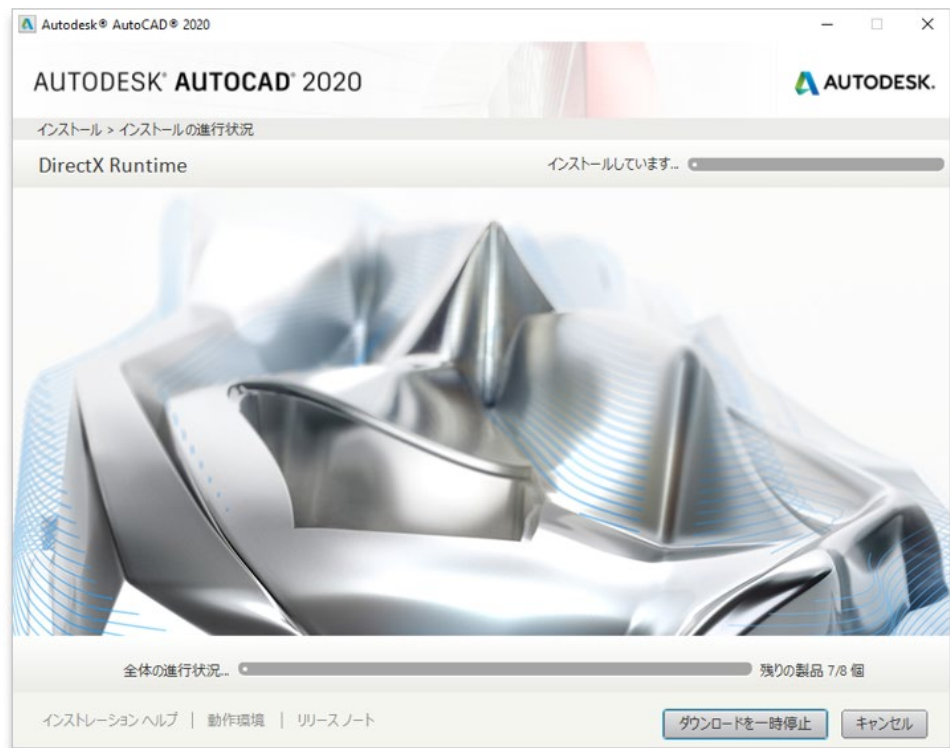 Autodesk® AutoCAD® 2020
AUTODESK® AUTOCAD® 2020
AUTODESK.
インストール > インストールの進行状況
DirectX Runtime
インストールしています...
全体の進行状況...
残りの製品 7/8 個
インストレーション ヘルプ | 動作環境 | リリース ノート
ダウンロードを一時停止
キャンセル